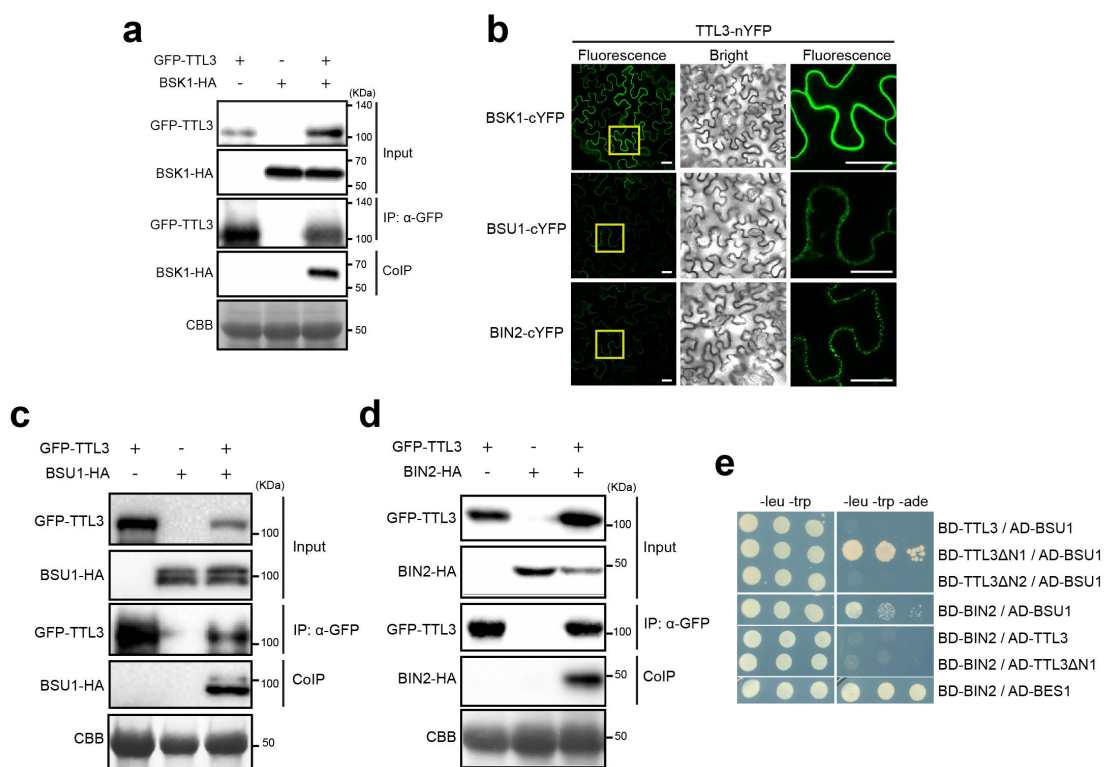 a
GFP-TTL3 + - +
BSK1-HA - + +
(KDa)
GFP-TTL3
140
100
BSK1-HA
70
50
Input
GFP-TTL3
140
100
IP: α-GFP
BSK1-HA
70
50
CoIP
CBB
50
b
TTL3-nYFP
Fluorescence Bright Fluorescence
BSK1-cYFP
BSU1-cYFP
BIN2-cYFP
c
GFP-TTL3 + - +
BSU1-HA - + +
(KDa)
GFP-TTL3
100
BSU1-HA
100
Input
GFP-TTL3
100
IP: α-GFP
BSU1-HA
100
CoIP
CBB
50
d
GFP-TTL3 + - +
BIN2-HA - + +
(KDa)
GFP-TTL3
100
BIN2-HA
50
Input
GFP-TTL3
100
IP: α-GFP
BIN2-HA
50
CoIP
CBB
50
e
-leu -trp -leu -trp -ade
BD-TTL3 / AD-BSU1
BD-TTL3ΔN1 / AD-BSU1
BD-TTL3ΔN2 / AD-BSU1
BD-BIN2 / AD-BSU1
BD-BIN2 / AD-TTL3
BD-BIN2 / AD-TTL3ΔN1
BD-BIN2 / AD-BES1